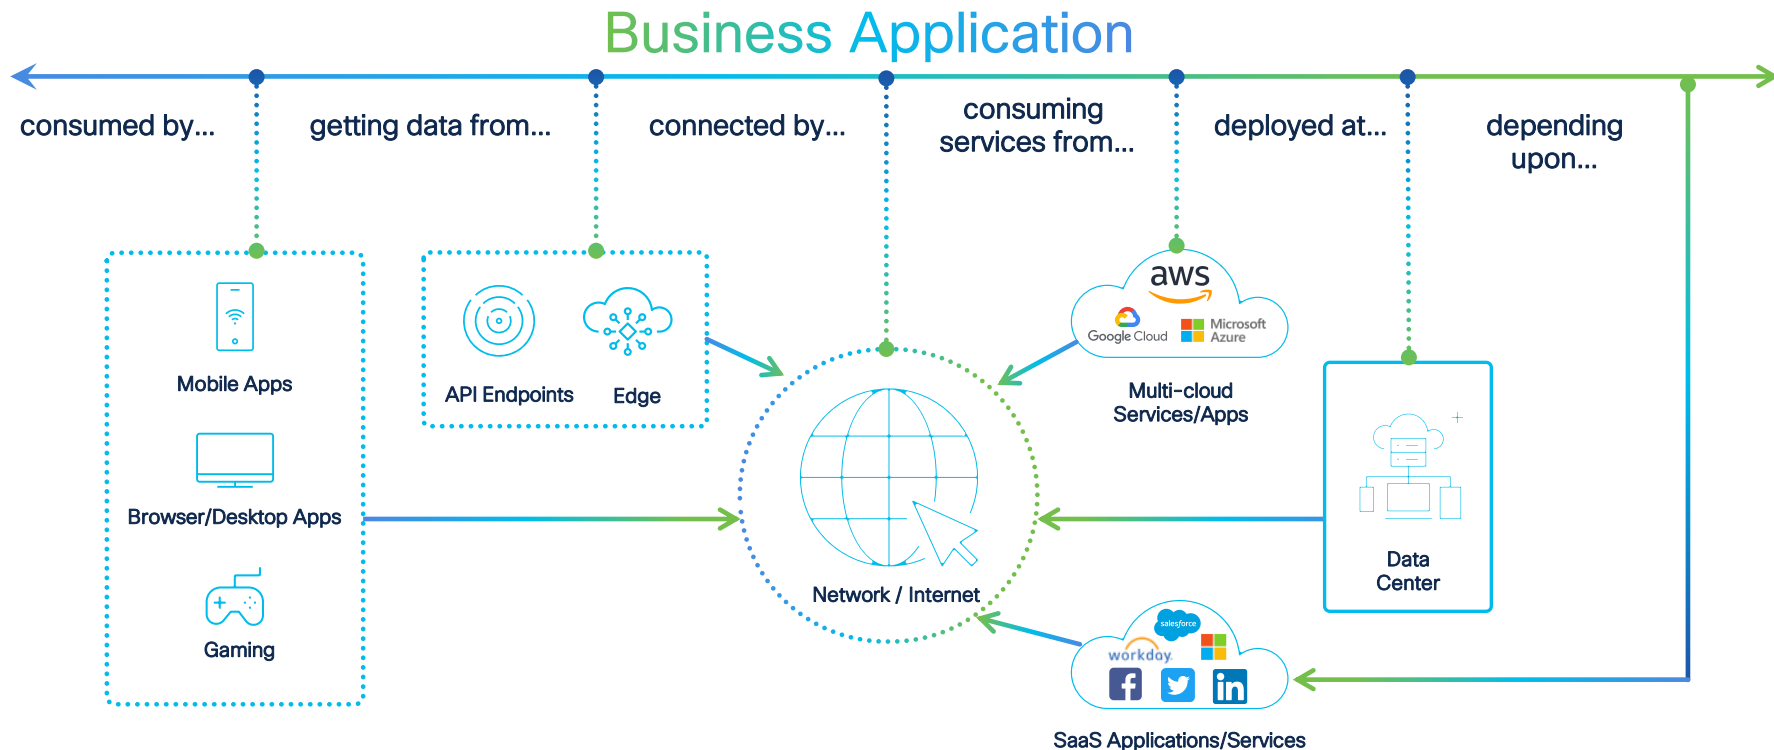 Business Application
consumed by...
getting data from...
connected by...
consuming
services from...
deployed at...
depending
upon...
Mobile Apps
Browser/Desktop Apps
Gaming
API Endpoints
Edge
Network / Internet
aws
Google Cloud
Microsoft
Azure
Multi-cloud
Services/Apps
Data
Center
salesforce
workday.
f
in
SaaS Applications/Services